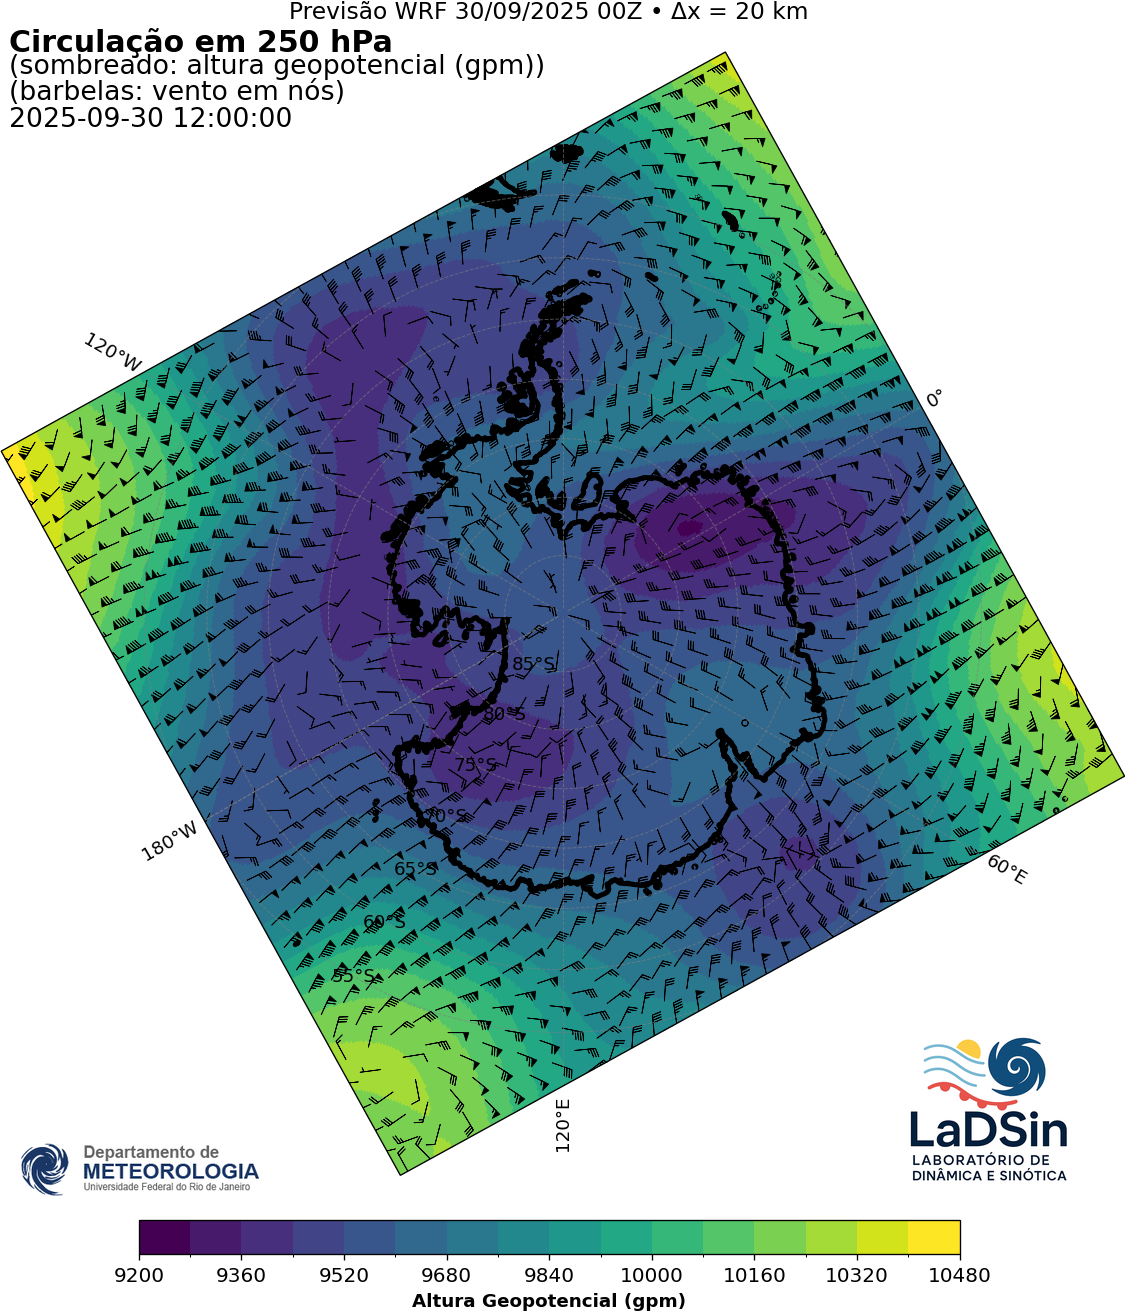 Previsão WRF 30/09/2025 00Z • Δx = 20 km
Circulação em 250 hPa
(sombreado: altura geopotencial (gpm))
(barbelas: vento em nós)
2025-09-30 12:00:00
120°W
0°
85°S
80°S
75°S
70°S
65°S
60°S
55°S
180°W
60°E
120°E
Departamento de
METEOROLOGIA
Universidade Federal do Rio de Janeiro
LaDSin
LABORATÓRIO DE
DINÂMICA E SINÓTICA
9200 9360 9520 9680 9840 10000 10160 10320 10480
Altura Geopotencial (gpm)